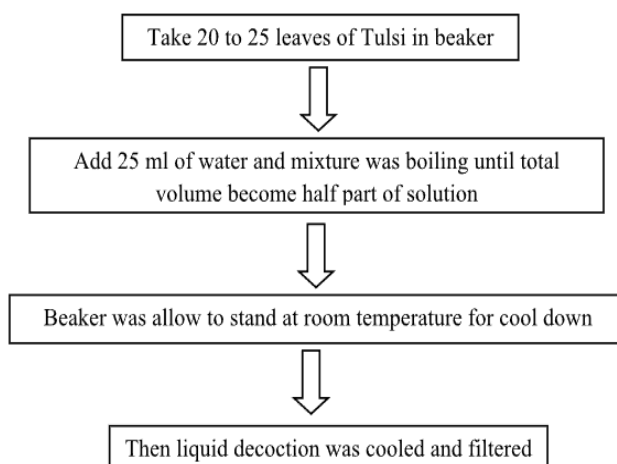 Take 20 to 25 leaves of Tulsi in beaker
Add 25 ml of water and mixture was boiling until total
volume become half part of solution
Beaker was allow to stand at room temperature for cool down
Then liquid decoction was cooled and filtered